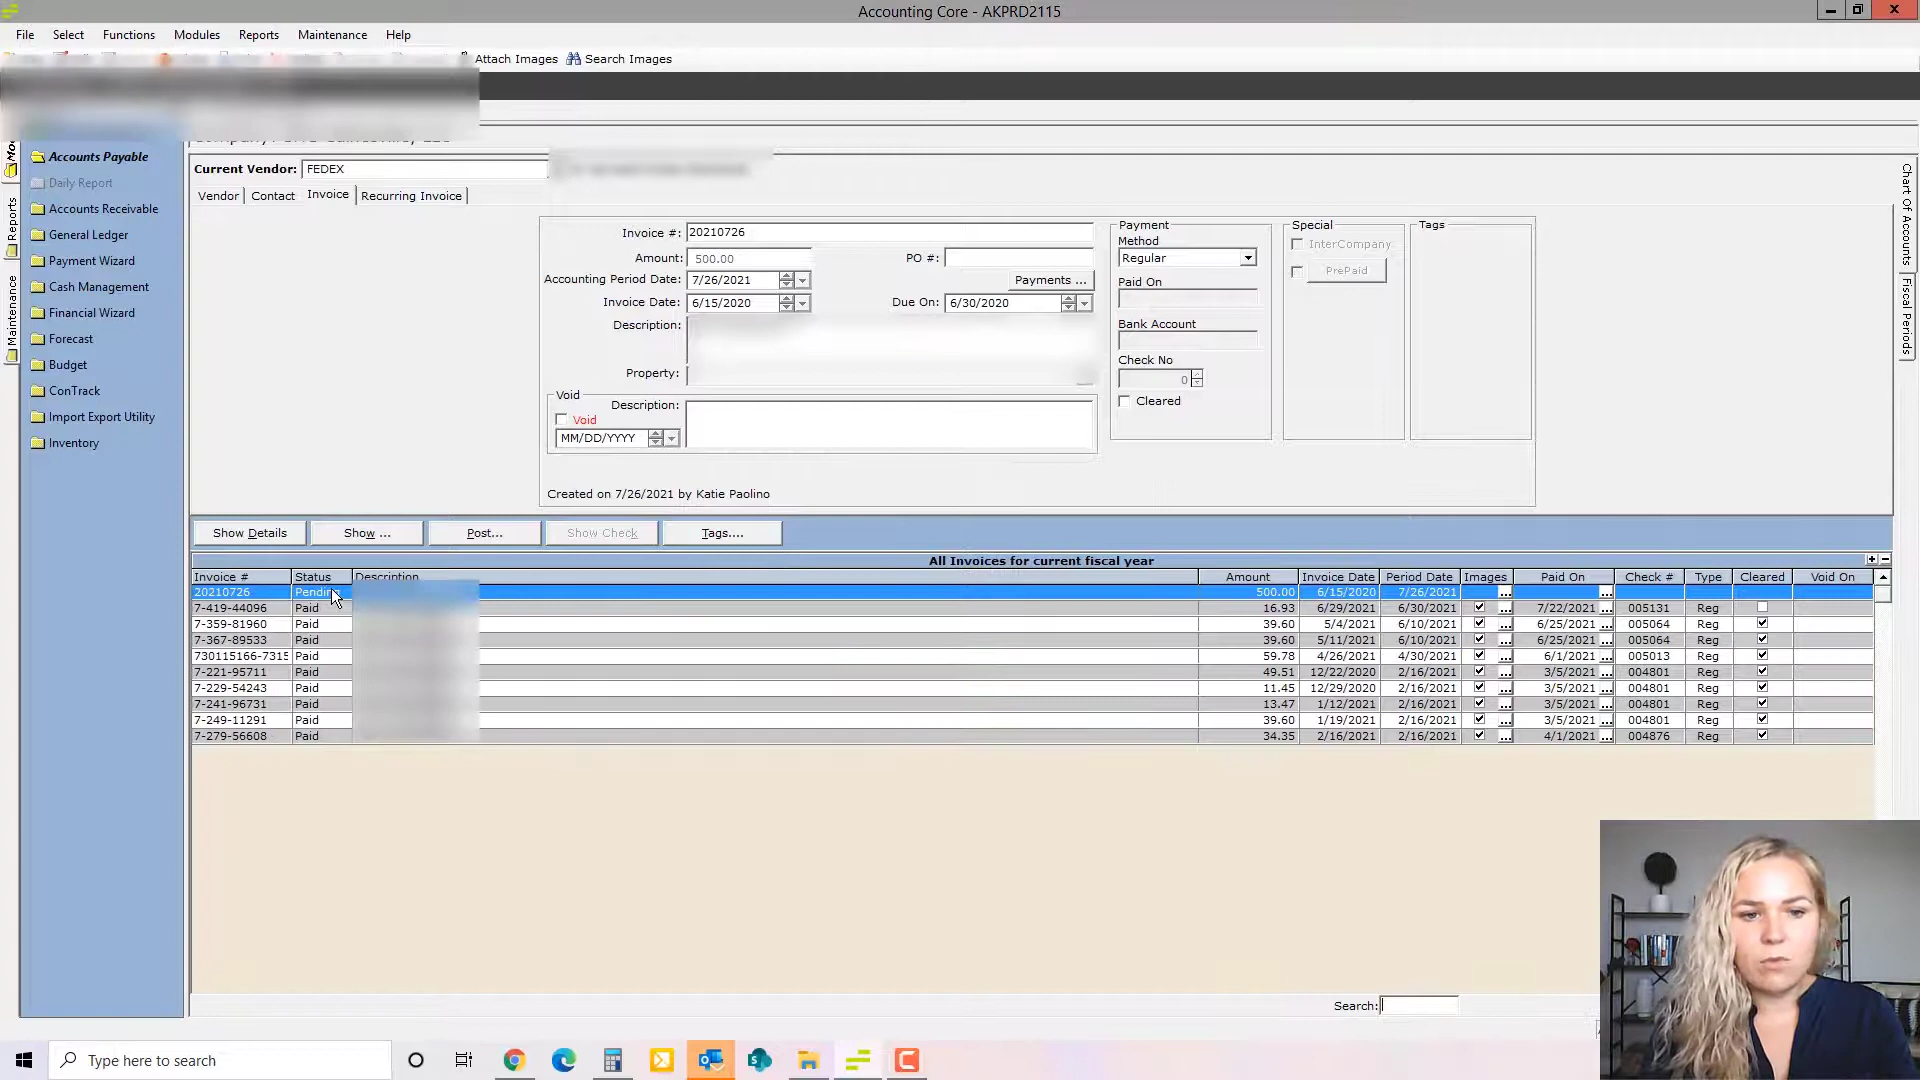 Accounting Core - AKPRD2115
File Select Functions Modules Reports Maintenance Help
Attach Images Search Images
Accounts Payable
Daily Report
Accounts Receivable
General Ledger
Payment Wizard
Cash Management
Financial Wizard
Forecast
Budget
ConTrack
Import Export Utility
Inventory
Reports
Maintenance
Chart Of Accounts
Fiscal Periods
Current Vendor: FEDEX
Vendor Contact Invoice Recurring Invoice
Invoice #: 20210726
Amount: 500.00 PO #:
Accounting Period Date: 7/26/2021 Payments ...
Invoice Date: 6/15/2020 Due On: 6/30/2020
Description:
Property:
Void
Description:
Void
MM/DD/YYYY
Created on 7/26/2021 by Katie Paolino
Payment
Method
Regular
Paid On
Bank Account
Check No
0
Cleared
Special
InterCompany
PrePaid
Tags
Show Details Show ... Post... Show Check Tags....
All Invoices for current fiscal year
Invoice # Status Description Amount Invoice Date Period Date Images Paid On Check # Type Cleared Void On
20210726 Pending 500.00 6/15/2020 7/26/2021 ... ...
7-419-44096 Paid 16.93 6/29/2021 6/30/2021 ... 7/22/2021 ... 005131 Reg
7-359-81960 Paid 39.60 5/4/2021 6/10/2021 ... 6/25/2021 ... 005064 Reg
7-367-89533 Paid 39.60 5/11/2021 6/10/2021 ... 6/25/2021 ... 005064 Reg
730115166-7315 Paid 59.78 4/26/2021 4/30/2021 ... 6/1/2021 ... 005013 Reg
7-221-95711 Paid 49.51 12/22/2020 2/16/2021 ... 3/5/2021 ... 004801 Reg
7-229-54243 Paid 11.45 12/29/2020 2/16/2021 ... 3/5/2021 ... 004801 Reg
7-241-96731 Paid 13.47 1/12/2021 2/16/2021 ... 3/5/2021 ... 004801 Reg
7-249-11291 Paid 39.60 1/19/2021 2/16/2021 ... 3/5/2021 ... 004801 Reg
7-279-56608 Paid 34.35 2/16/2021 2/16/2021 ... 4/1/2021 ... 004876 Reg
Search:
Type here to search